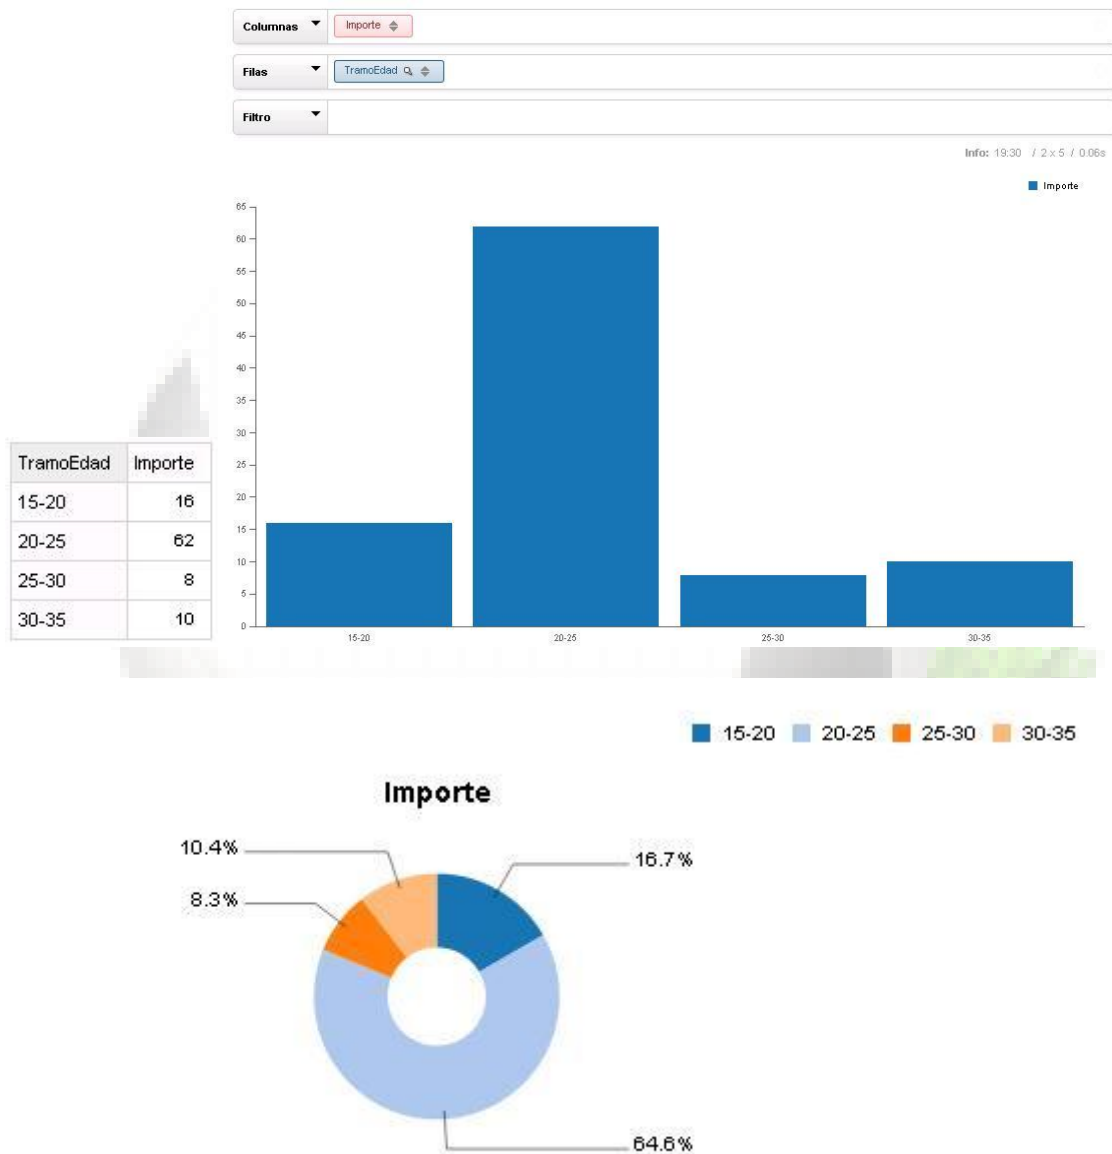 Columnas Importe
Filas TramoEdad
Filtro
Info: 19:30 / 2 x 5 / 0.06s
Importe
65
60
55
50
45
40
35
30
25
20
15
10
5
0
15-20 20-25 25-30 30-35
TramoEdad Importe
15-20 16
20-25 62
25-30 8
30-35 10
15-20 20-25 25-30 30-35
Importe
10.4%
16.7%
8.3%
64.6%